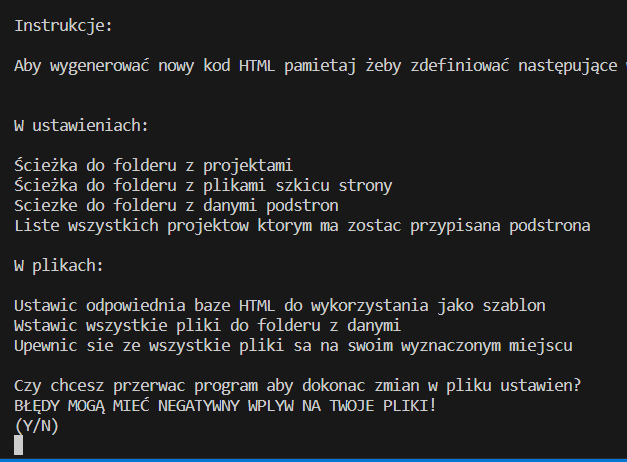 Instrukcje:
Aby wygenerować nowy kod HTML pamietaj żeby zdefiniować następujące
W ustawieniach:
Ścieżka do folderu z projektami
Ścieżka do folderu z plikami szkicu strony
Sciezke do folderu z danymi podstron
Liste wszystkich projektow ktorym ma zostac przypisana podstrona
W plikach:
Ustawic odpowiednia baze HTML do wykorzystania jako szablon
Wstawic wszystkie pliki do folderu z danymi
Upewnic sie ze wszystkie pliki sa na swoim wyznaczonym miejscu
Czy chcesz przerwac program aby dokonac zmian w pliku ustawien?
BŁĘDY MOGĄ MIEĆ NEGATYWNY WPLYW NA TWOJE PLIKI!
(Y/N)